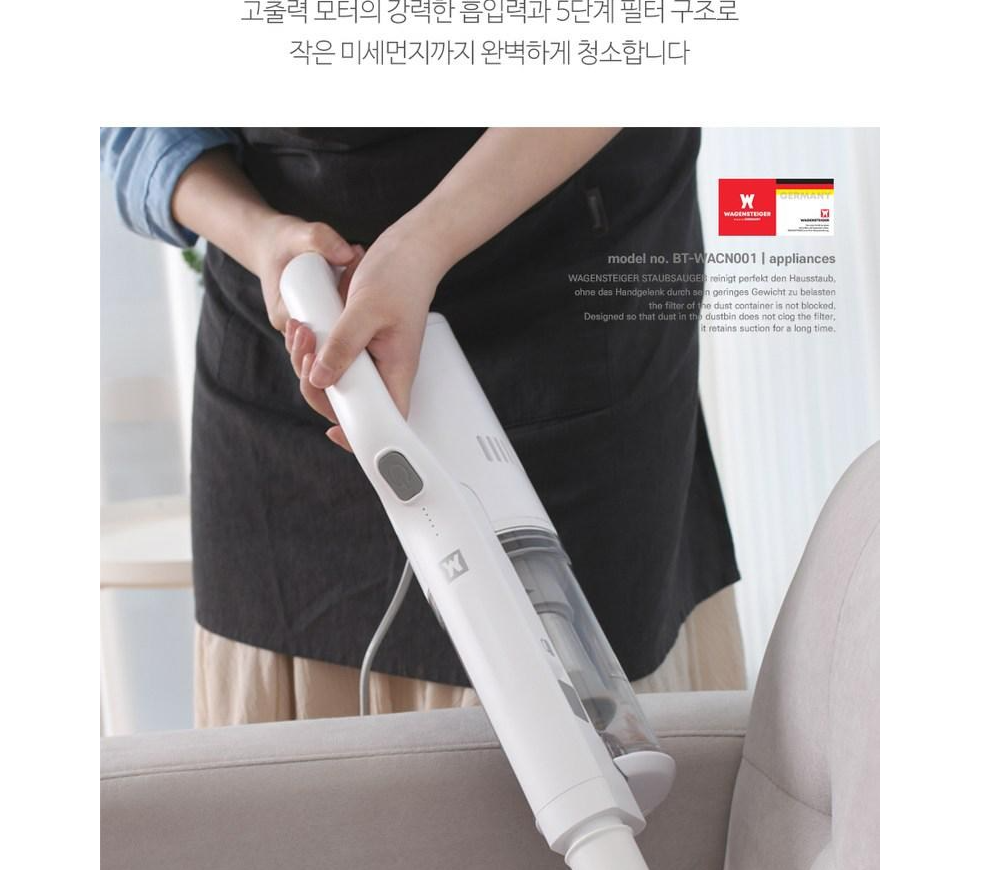 고출력 모터의 강력한 흡입력과 5단계 필터 구조로
작은 미세먼지까지 완벽하게 청소합니다
WAGENSTEIGER
GERMANY
WAGENSTEIGER
model no. BT-WACN001 | appliances
WAGENSTEIGER STAUBSAUGER reinigt perfekt den Hausstaub,
ohne das Handgelenk durch sein geringes Gewicht zu belasten
the filter of the dust container is not blocked.
Designed so that dust in the dustbin does not clog the filter,
it retains suction for a long time.
W